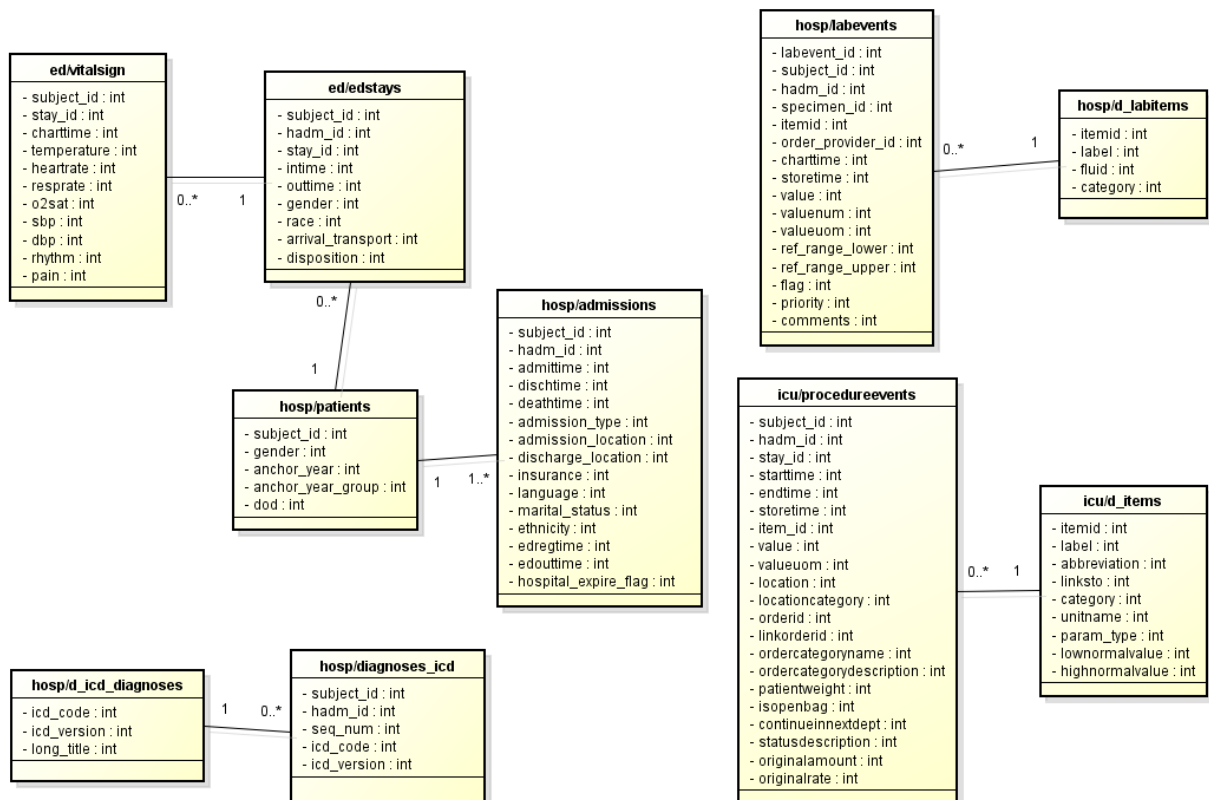 ed/vitalsign
- subject_id : int
- stay_id : int
- charttime : int
- temperature : int
- heartrate : int
- resprate : int
- o2sat : int
- sbp : int
- dbp : int
- rhythm : int
- pain : int
0..*
1
ed/edstays
- subject_id : int
- hadm_id : int
- stay_id : int
- intime : int
- outtime : int
- gender : int
- race : int
- arrival_transport : int
- disposition : int
0..*
1
hosp/patients
- subject_id : int
- gender : int
- anchor_year : int
- anchor_year_group : int
- dod : int
1
1..*
hosp/admissions
- subject_id : int
- hadm_id : int
- admittime : int
- dischtime : int
- deathtime : int
- admission_type : int
- admission_location : int
- discharge_location : int
- insurance : int
- language : int
- marital_status : int
- ethnicity : int
- edregtime : int
- edouttime : int
- hospital_expire_flag : int
hosp/d_icd_diagnoses
- icd_code : int
- icd_version : int
- long_title : int
1
0..*
hosp/diagnoses_icd
- subject_id : int
- hadm_id : int
- seq_num : int
- icd_code : int
- icd_version : int
hosp/labevents
- labevent_id : int
- subject_id : int
- hadm_id : int
- specimen_id : int
- itemid : int
- order_provider_id : int
- charttime : int
- storetime : int
- value : int
- valuenum : int
- valueuom : int
- ref_range_lower : int
- ref_range_upper : int
- flag : int
- priority : int
- comments : int
0..*
1
hosp/d_labitems
- itemid : int
- label : int
- fluid : int
- category : int
icu/procedureevents
- subject_id : int
- hadm_id : int
- stay_id : int
- starttime : int
- endtime : int
- storetime : int
- item_id : int
- value : int
- valueuom : int
- location : int
- locationcategory : int
- orderid : int
- linkorderid : int
- ordercategoryname : int
- ordercategorydescription : int
- patientweight : int
- isopenbag : int
- continueinnextdept : int
- statusdescription : int
- originalamount : int
- originalrate : int
0..*
1
icu/d_items
- itemid : int
- label : int
- abbreviation : int
- linksto : int
- category : int
- unitname : int
- param_type : int
- lownormalvalue : int
- highnormalvalue : int